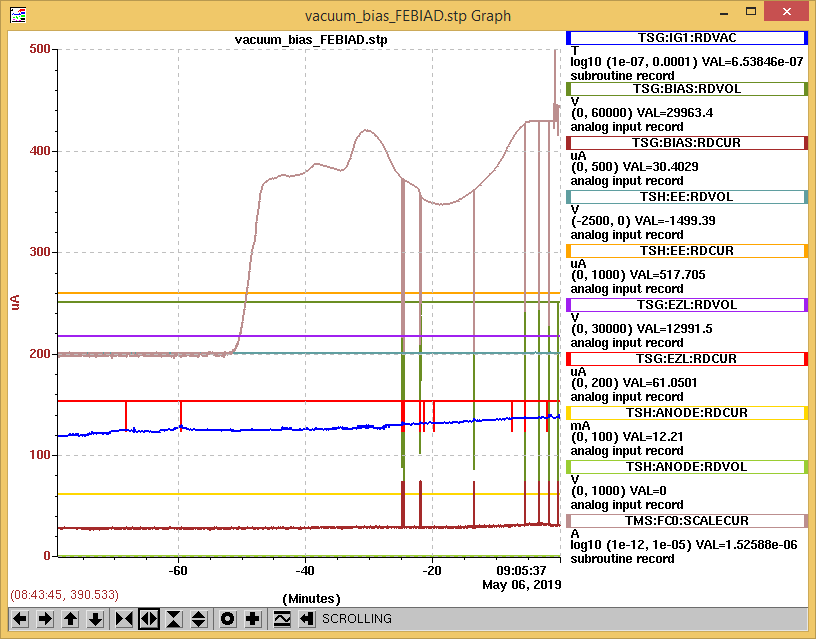 vacuum_bias_FEBIAD.stp Graph
vacuum_bias_FEBIAD.stp
500
400
300
200
100
0
uA
-60
-40
-20
09:05:37
May 06, 2019
(Minutes)
(08:43:45, 390.533)
TSG:IG1:RDVAC
T
log10 (1e-07, 0.0001) VAL=6.53846e-07
subroutine record
TSG:BIAS:RDVOL
V
(0, 60000) VAL=29963.4
analog input record
TSG:BIAS:RDCUR
uA
(0, 500) VAL=30.4029
analog input record
TSH:EE:RDVOL
V
(-2500, 0) VAL=-1499.39
analog input record
TSH:EE:RDCUR
uA
(0, 1000) VAL=517.705
analog input record
TSG:EZL:RDVOL
V
(0, 30000) VAL=12991.5
analog input record
TSG:EZL:RDCUR
uA
(0, 200) VAL=61.0501
analog input record
TSH:ANODE:RDCUR
mA
(0, 100) VAL=12.21
analog input record
TSH:ANODE:RDVOL
V
(0, 1000) VAL=0
analog input record
TMS:FC0:SCALECUR
A
log10 (1e-12, 1e-05) VAL=1.52588e-06
subroutine record
SCROLLING